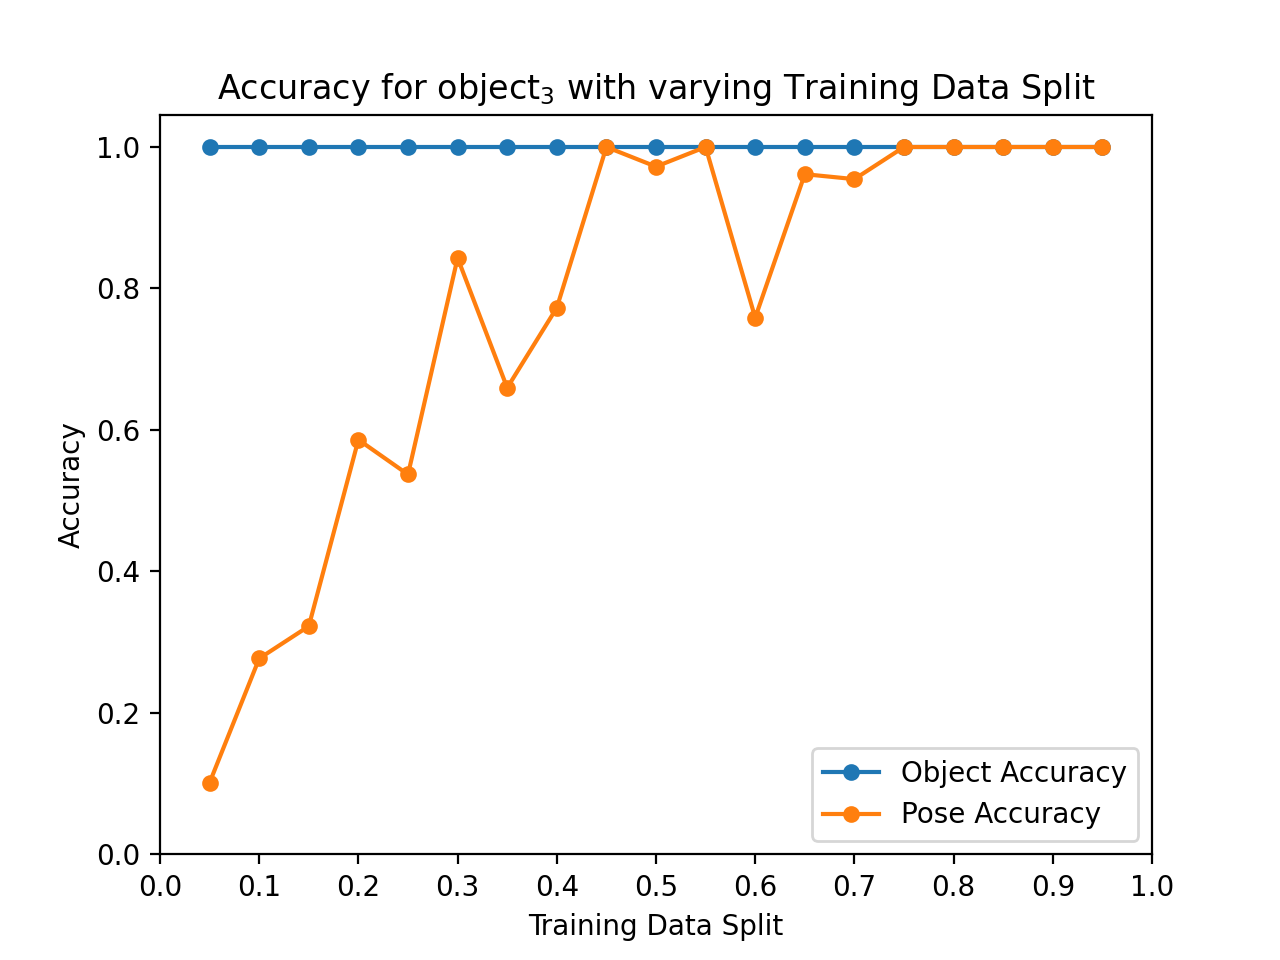 Accuracy for object₃ with varying Training Data Split
1.0
0.8
0.6
0.4
0.2
0.0
Accuracy
Object Accuracy
Pose Accuracy
0.0 0.1 0.2 0.3 0.4 0.5 0.6 0.7 0.8 0.9 1.0
Training Data Split